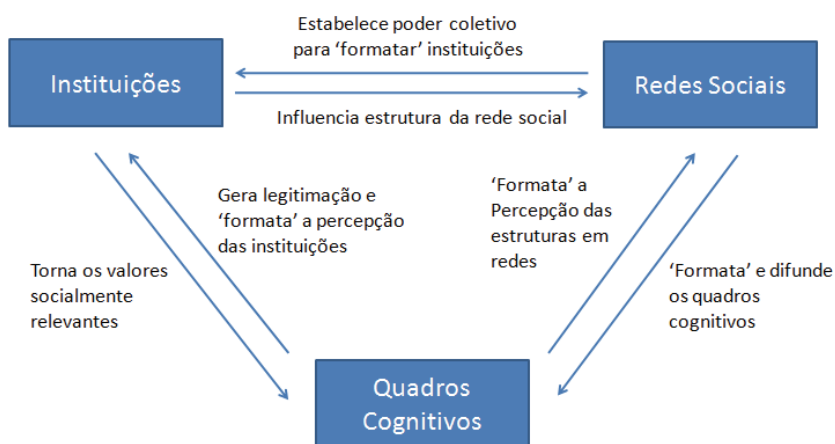 Estabelece poder coletivo
para ‘formatar’ instituições
Instituições
Redes Sociais
Influencia estrutura da rede social
Gera legitimação e
‘formata’ a percepção
das instituições
‘Formata’ a
Percepção das
estruturas em
redes
Torna os valores
socialmente
relevantes
‘Formata’ e difunde
os quadros
cognitivos
Quadros
Cognitivos